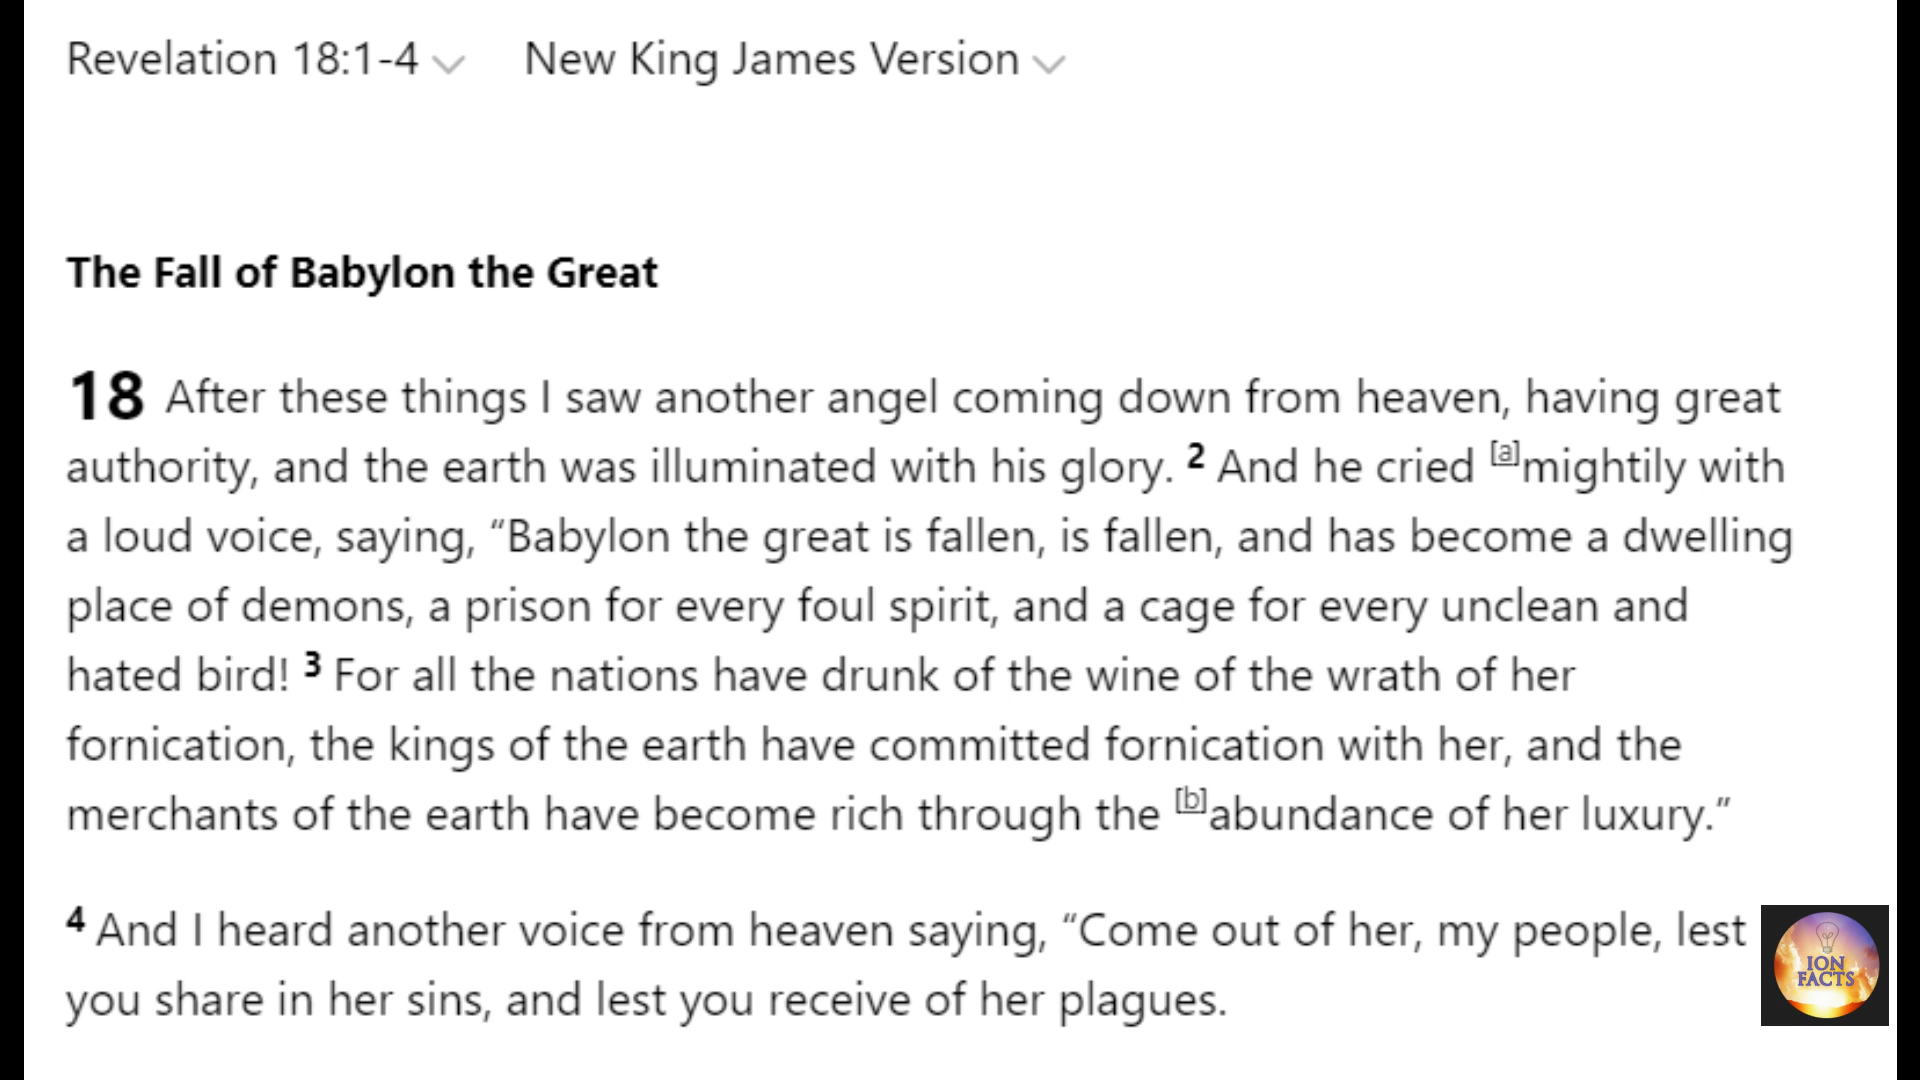 Revelation 18:1-4 New King James Version
The Fall of Babylon the Great
18 After these things I saw another angel coming down from heaven, having great
authority, and the earth was illuminated with his glory. 2 And he cried [a]mightily with
a loud voice, saying, “Babylon the great is fallen, is fallen, and has become a dwelling
place of demons, a prison for every foul spirit, and a cage for every unclean and
hated bird! 3 For all the nations have drunk of the wine of the wrath of her
fornication, the kings of the earth have committed fornication with her, and the
merchants of the earth have become rich through the [b]abundance of her luxury.”
4 And I heard another voice from heaven saying, “Come out of her, my people, lest
you share in her sins, and lest you receive of her plagues.
ION
FACTS